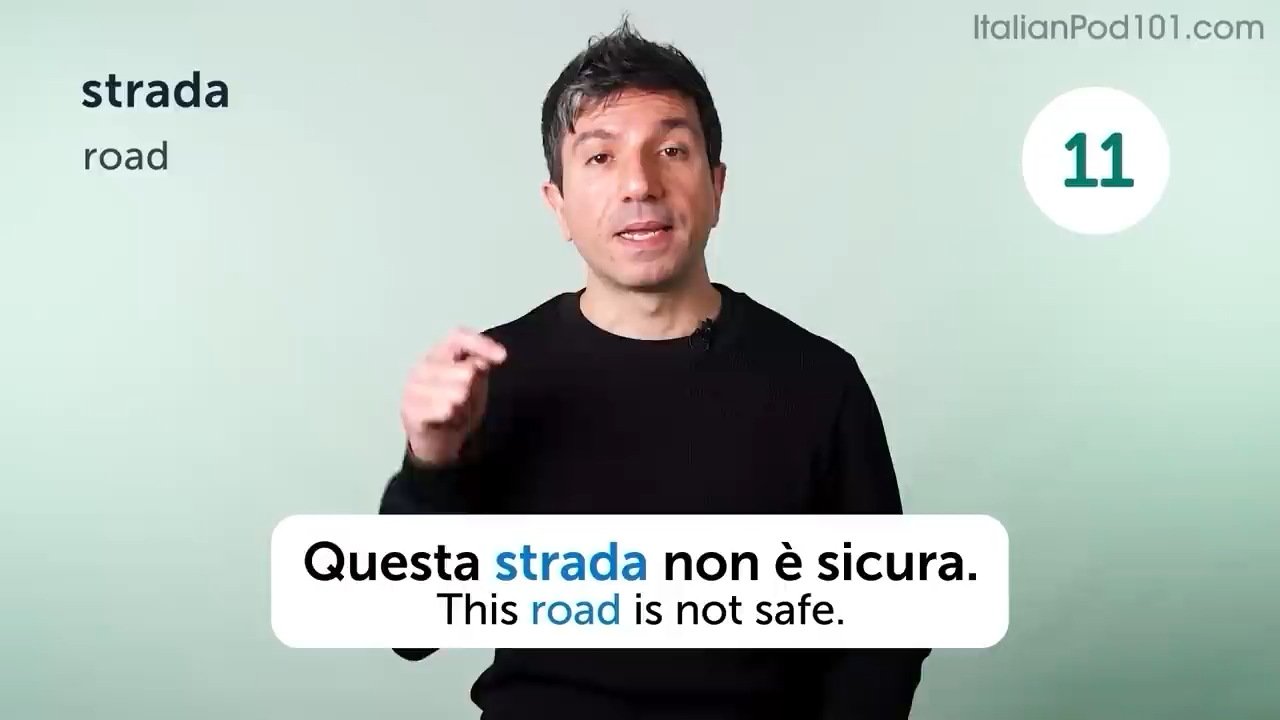 ItalianPod101.com
strada
road
11
Questa strada non è sicura.
This road is not safe.